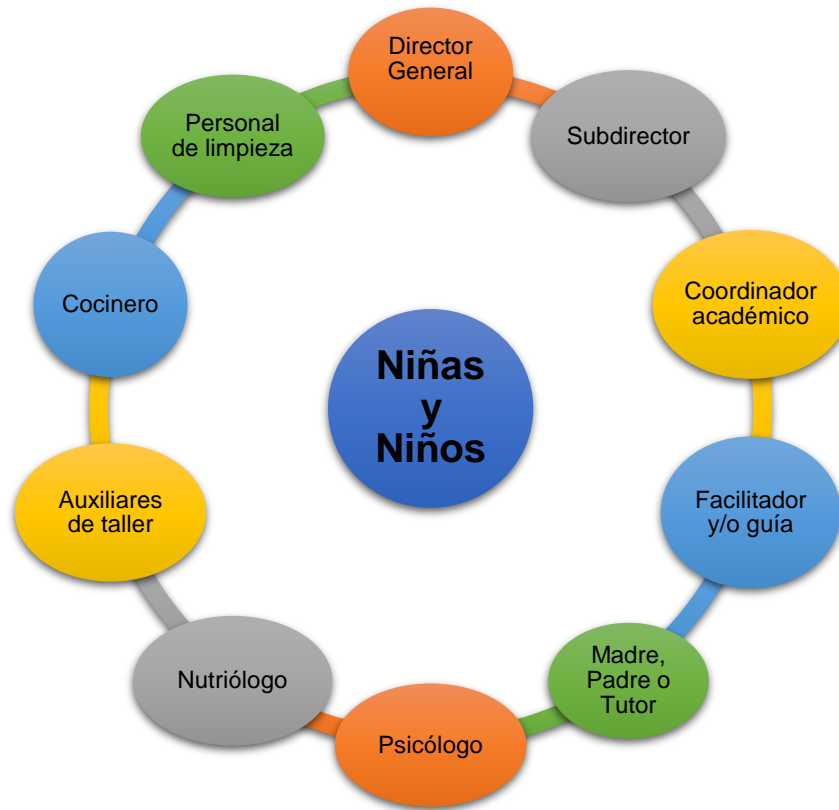 Director
General
Subdirector
Coordinador
académico
Facilitador
y/o guía
Madre,
Padre o
Tutor
Psicólogo
Nutriólogo
Auxiliares
de taller
Cocinero
Personal
de limpieza
Niñas
y
Niños